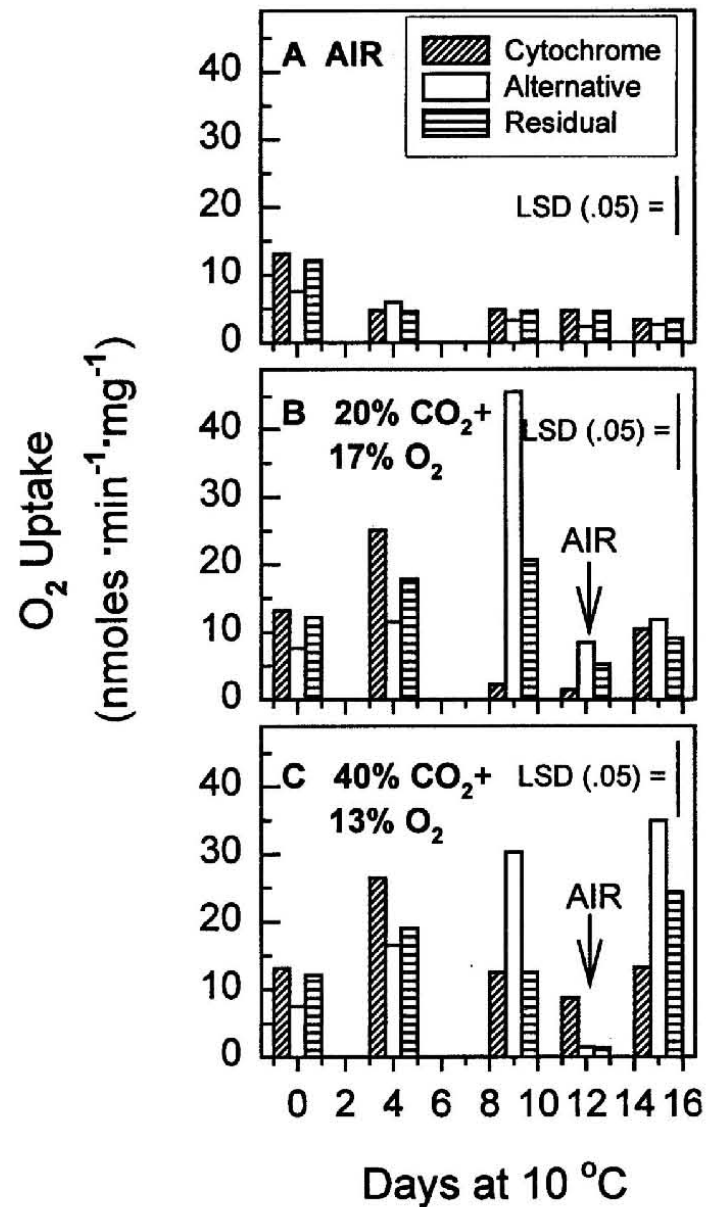 A AIR
Cytochrome
Alternative
Residual
LSD (.05) =
40
30
20
10
0
B 20% CO₂+
17% O₂
LSD (.05) =
AIR
40
30
20
10
0
C 40% CO₂+
13% O₂
LSD (.05) =
AIR
40
30
20
10
0
O₂ Uptake
(nmoles·min⁻¹·mg⁻¹)
0 2 4 6 8 10 12 14 16
Days at 10 °C